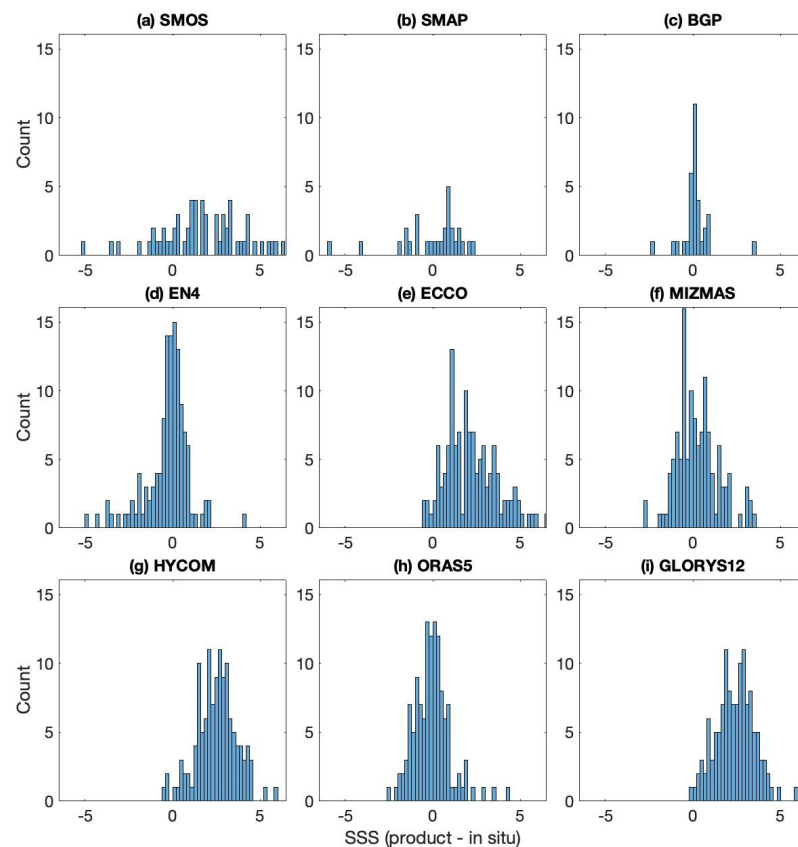 (a) SMOS
(b) SMAP
(c) BGP
15
10
5
0
Count
-5 0 5
15
10
5
0
-5 0 5
15
10
5
0
-5 0 5
(d) EN4
(e) ECCO
(f) MIZMAS
15
10
5
0
Count
-5 0 5
15
10
5
0
-5 0 5
15
10
5
0
-5 0 5
(g) HYCOM
(h) ORAS5
(i) GLORYS12
15
10
5
0
Count
-5 0 5
15
10
5
0
-5 0 5
15
10
5
0
-5 0 5
SSS (product - in situ)